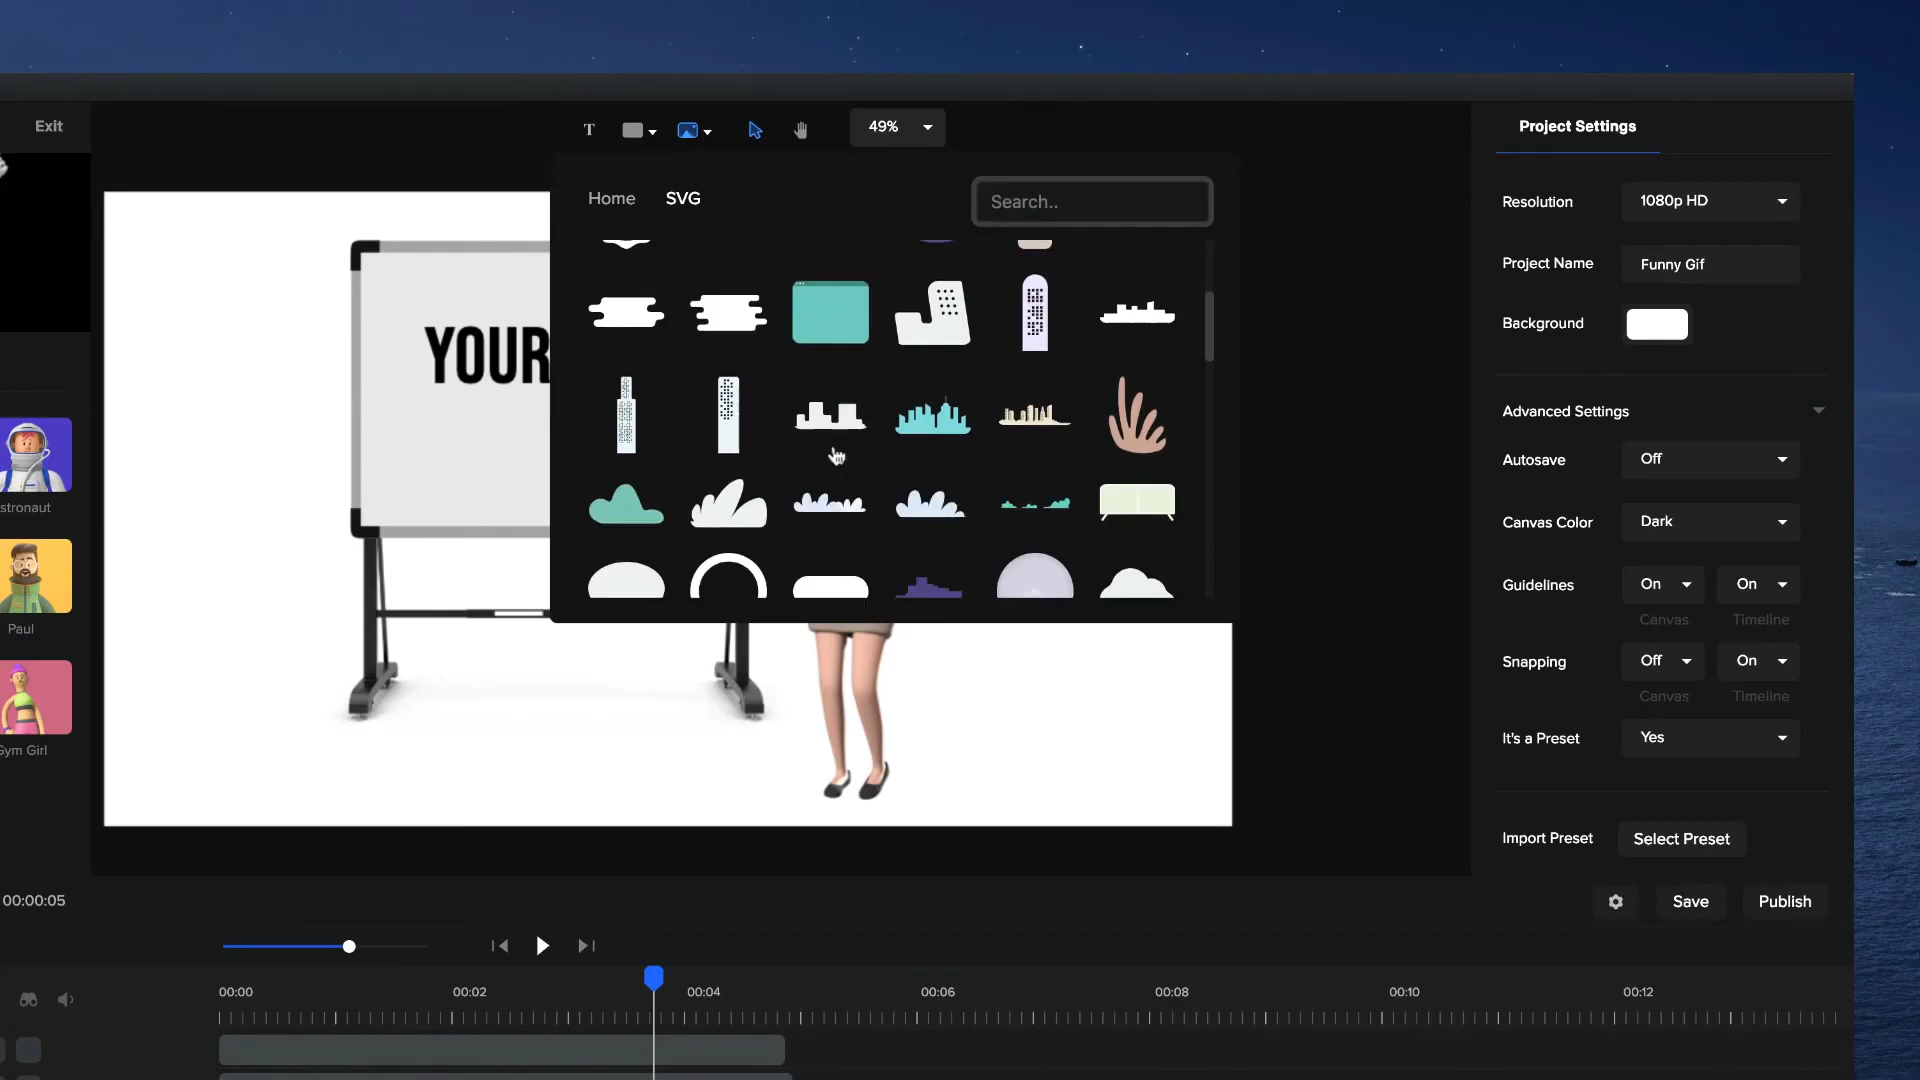 Exit
T
49%
Project Settings
Home
SVG
Search..
Resolution
1080p HD
Project Name
Funny Gif
Background
YOUR
Advanced Settings
Autosave
Off
stronaut
Canvas Color
Dark
Guidelines
On
On
Canvas
Timeline
Paul
Snapping
Off
On
Canvas
Timeline
It's a Preset
Yes
Gym Girl
Import Preset
Select Preset
00:00:05
Save
Publish
00:00
00:02
00:04
00:06
00:08
00:10
00:12